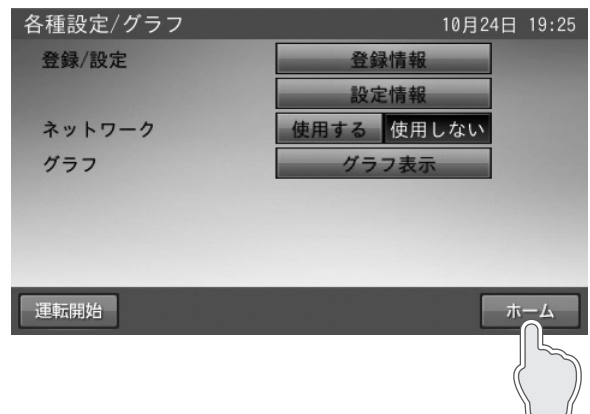 各種設定/グラフ 10月24日 19:25
登録/設定 登録情報
設定情報
ネットワーク 使用する 使用しない
グラフ グラフ表示
運転開始 ホーム